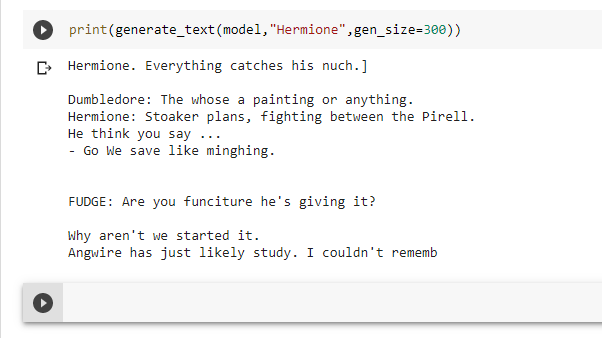 print(generate_text(model,"Hermione",gen_size=300))
Hermione. Everything catches his nuch.]
Dumbledore: The whose a painting or anything.
Hermione: Stoaker plans, fighting between the Pirell.
He think you say ...
- Go We save like minghing.
FUDGE: Are you funciture he's giving it?
Why aren't we started it.
Angwire has just likely study. I couldn't rememb